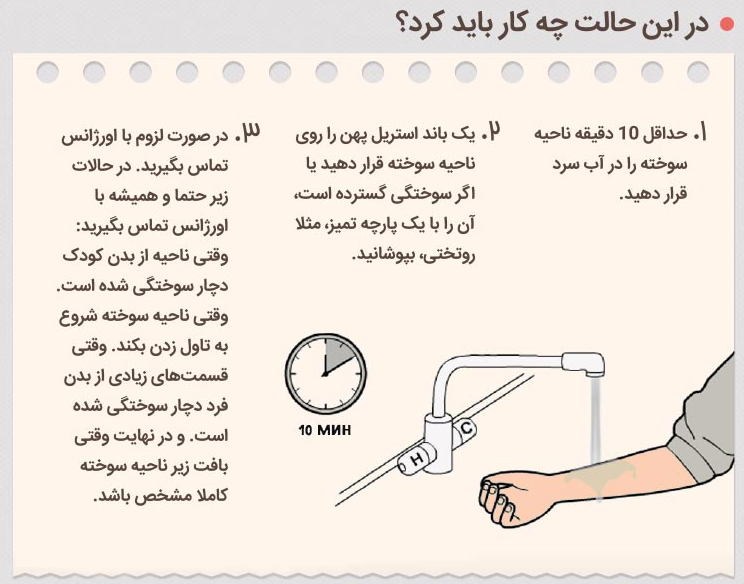 در این حالت چه کار باید کرد؟
۱. حداقل 10 دقیقه ناحیه
سوخته را در آب سرد
قرار دهید.
۲. یک باند استریل پهن را روی
ناحیه سوخته قرار دهید یا
اگر سوختگی گسترده است،
آن را با یک پارچه تمیز، مثلا
روتختی، بپوشانید.
۳. در صورت لزوم با اورژانس
تماس بگیرید. در حالات
زیر حتما و همیشه با
اورژانس تماس بگیرید:
وقتی ناحیه از بدن کودک
دچار سوختگی شده است.
وقتی ناحیه سوخته شروع
به تاول زدن بکند. وقتی
قسمت‌های زیادی از بدن
فرد دچار سوختگی شده
است. و در نهایت وقتی
بافت زیر ناحیه سوخته
کاملا مشخص باشد.
10 МИН
H
C